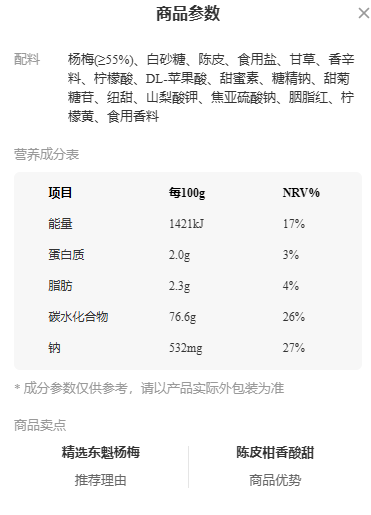 商品参数
配料
杨梅(≥55%)、白砂糖、陈皮、食用盐、甘草、香辛
料、柠檬酸、DL-苹果酸、甜蜜素、糖精钠、甜菊
糖苷、纽甜、山梨酸钾、焦亚硫酸钠、胭脂红、柠
檬黄、食用香料
营养成分表
项目 每100g NRV%
能量 1421kJ 17%
蛋白质 2.0g 3%
脂肪 2.3g 4%
碳水化合物 76.6g 26%
钠 532mg 27%
* 成分参数仅供参考，请以产品实际外包装为准
商品卖点
精选东魁杨梅 陈皮柑香酸甜
推荐理由 商品优势